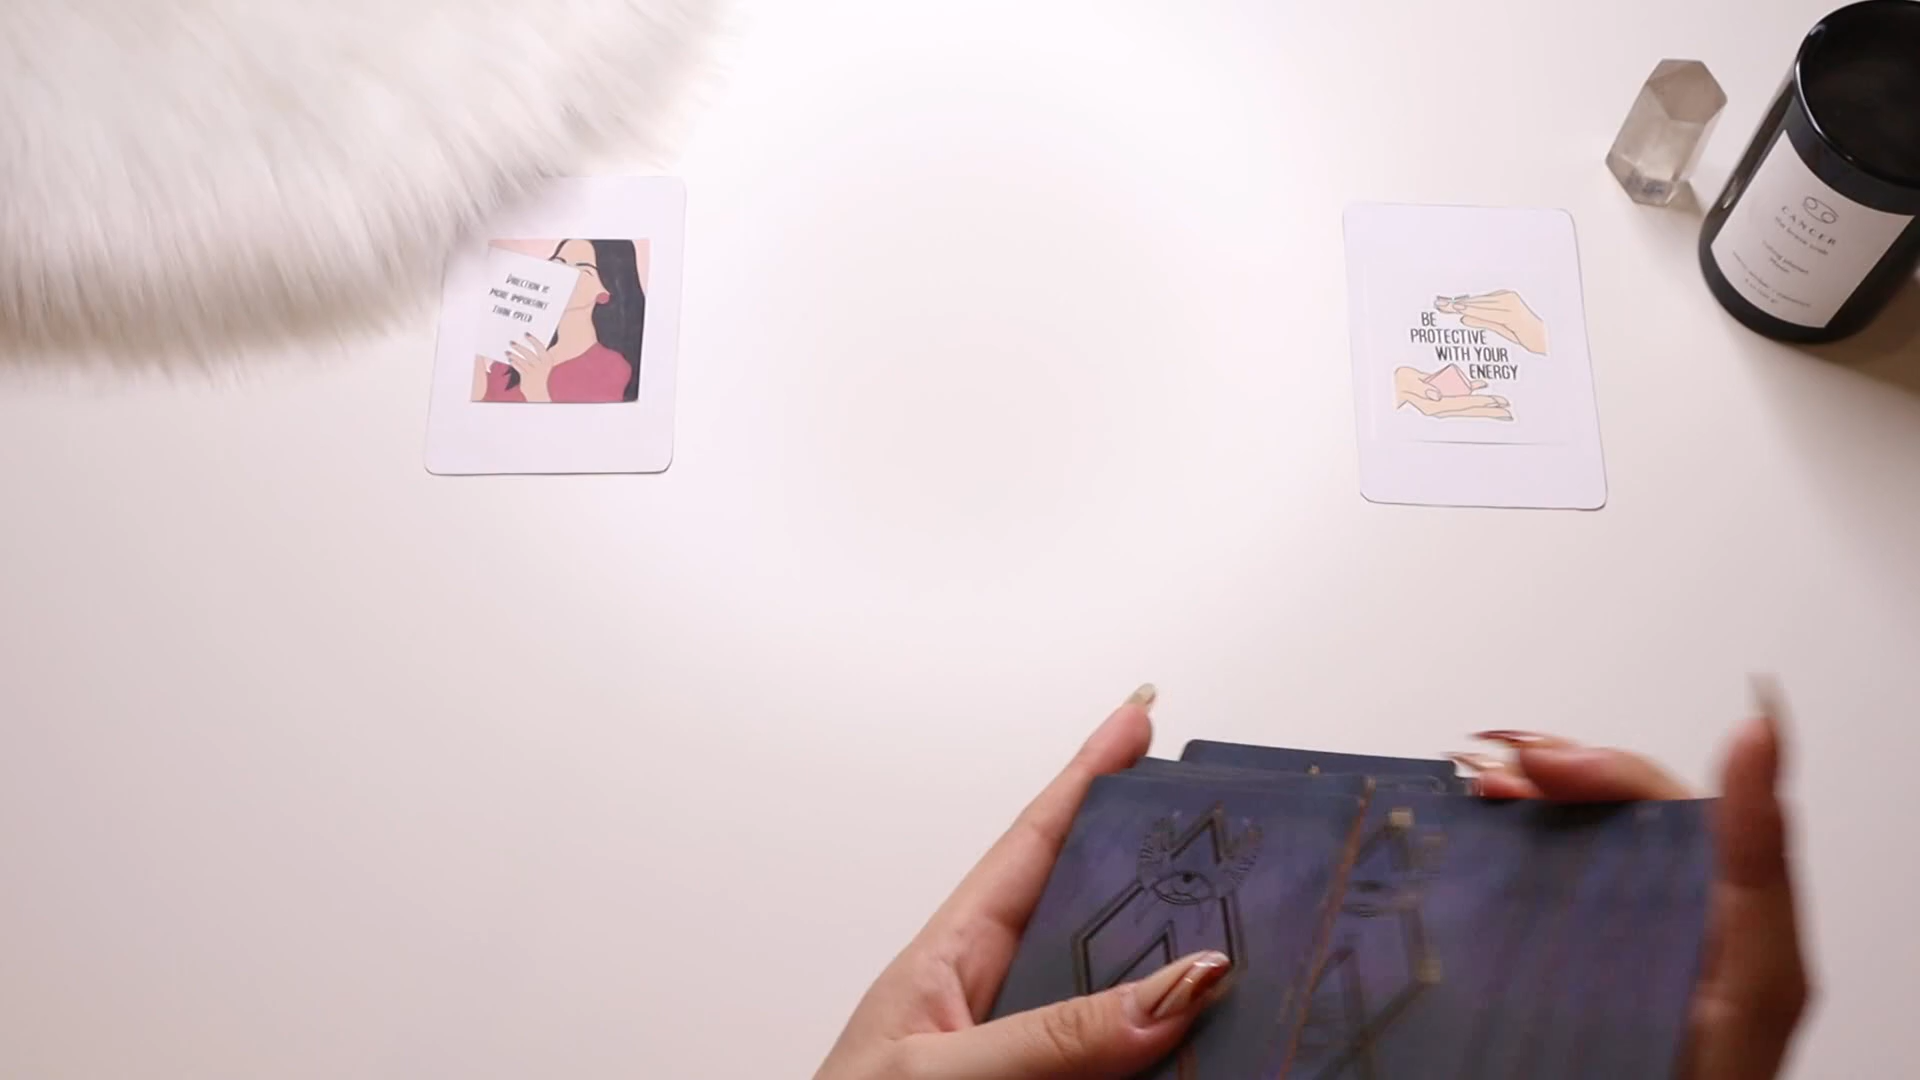 DIRECTION IS
MORE IMPORTANT
THAN SPEED
BE
PROTECTIVE
WITH YOUR
ENERGY
CANCER